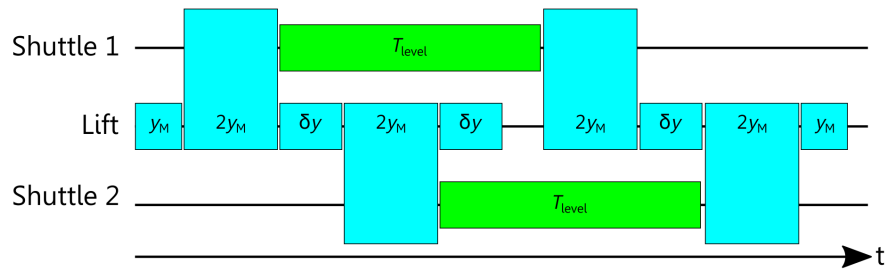 Shuttle 1
T_level
Lift
y_M
2y_M
δy
2y_M
δy
2y_M
δy
2y_M
y_M
Shuttle 2
T_level
t